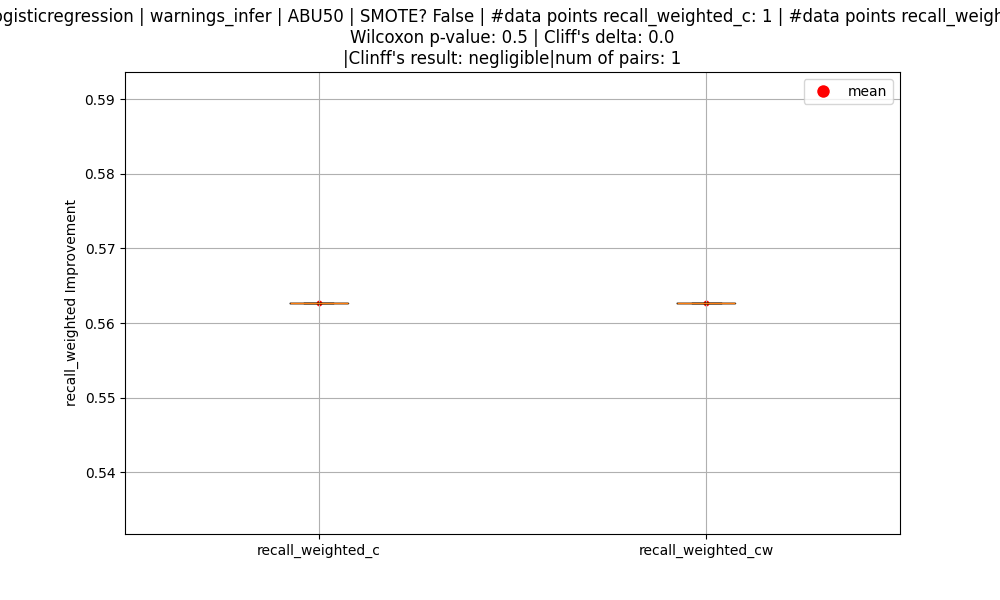 | warnings_infer | ABU50 | SMOTE? False | #data points recall_weighted_c: 1 | #data points
Wilcoxon p-value: 0.5 | Cliff's delta: 0.0
|Clinff's result: negligible|num of pairs: 1
mean
0.59
0.58
0.57
0.56
0.55
0.54
recall_weighted Improvement
recall_weighted_c
recall_weighted_cw